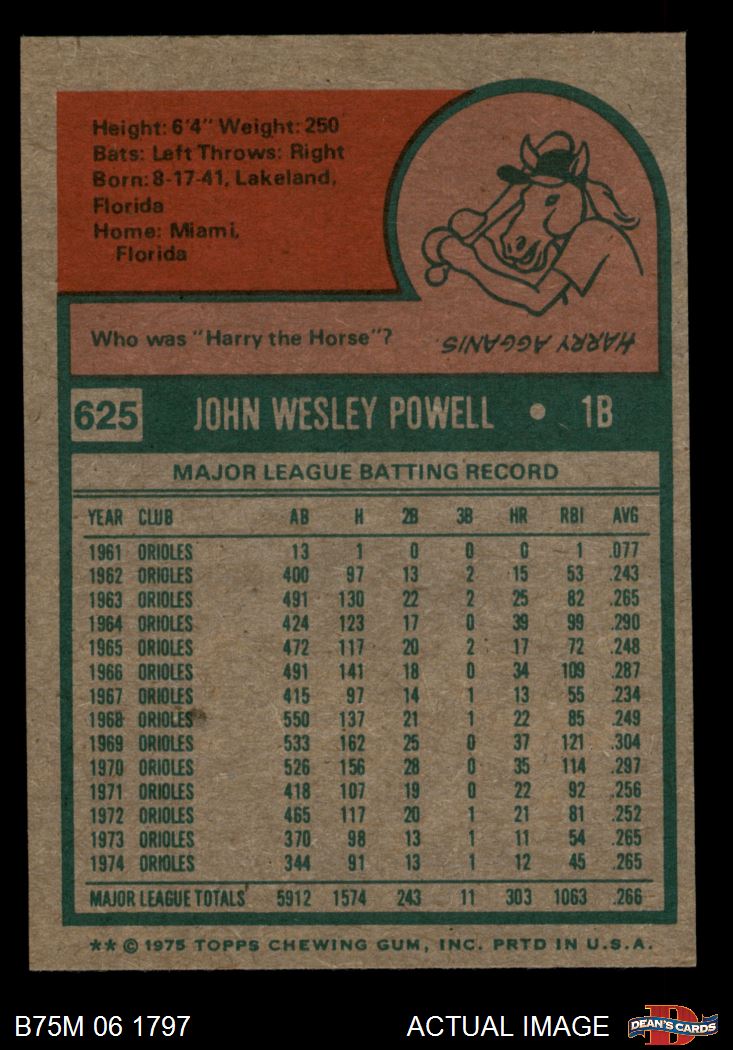 Height: 6'4" Weight: 250
Bats: Left Throws: Right
Born: 8-17-41, Lakeland,
Florida
Home: Miami,
Florida
Who was "Harry the Horse"?
HARRY AGGANIS.
625 JOHN WESLEY POWELL • 1B
MAJOR LEAGUE BATTING RECORD
YEAR CLUB AB H 2B 3B HR RBI AVG
1961 ORIOLES 13 1 0 0 0 1 .077
1962 ORIOLES 400 97 13 2 15 53 .243
1963 ORIOLES 491 130 22 2 25 82 .265
1964 ORIOLES 424 123 17 0 39 99 .290
1965 ORIOLES 472 117 20 2 17 72 .248
1966 ORIOLES 491 141 18 0 34 109 .287
1967 ORIOLES 415 97 14 1 13 55 .234
1968 ORIOLES 550 137 21 1 22 85 .249
1969 ORIOLES 533 162 25 0 37 121 .304
1970 ORIOLES 526 156 28 0 35 114 .297
1971 ORIOLES 418 107 19 0 22 92 .256
1972 ORIOLES 465 117 20 1 21 81 .252
1973 ORIOLES 370 98 13 1 11 54 .265
1974 ORIOLES 344 91 13 1 12 45 .265
MAJOR LEAGUE TOTALS 5912 1574 243 11 303 1063 .266
** © 1975 TOPPS CHEWING GUM, INC. PRTD IN U.S.A.
B75M 06 1797 ACTUAL IMAGE D DEAN'S CARDS